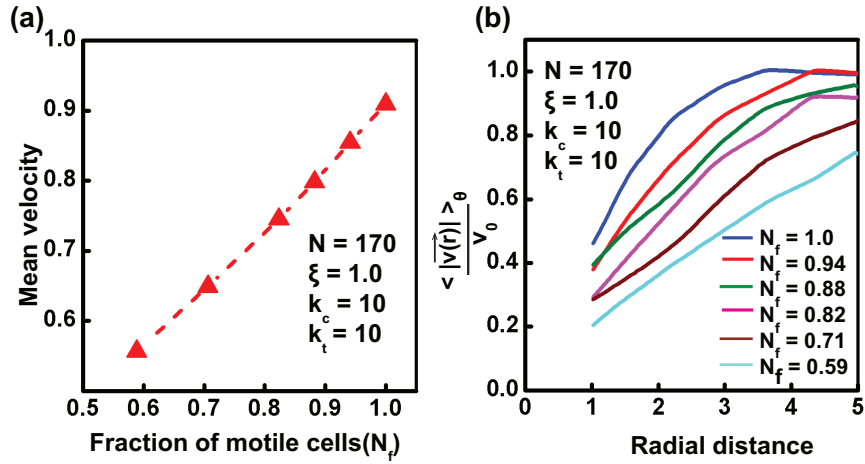 (a)
Mean velocity
0.9
0.8
0.7
0.6
N = 170
ξ = 1.0
k_c = 10
k_t = 10
0.5 0.6 0.7 0.8 0.9 1.0
Fraction of motile cells(N_f)
(b)
< |v(r)| >_θ
v_0
1.0
0.8
0.6
0.4
0.2
0.0
N = 170
ξ = 1.0
k_c = 10
k_t = 10
N_f = 1.0
N_f = 0.94
N_f = 0.88
N_f = 0.82
N_f = 0.71
N_f = 0.59
0 1 2 3 4 5
Radial distance